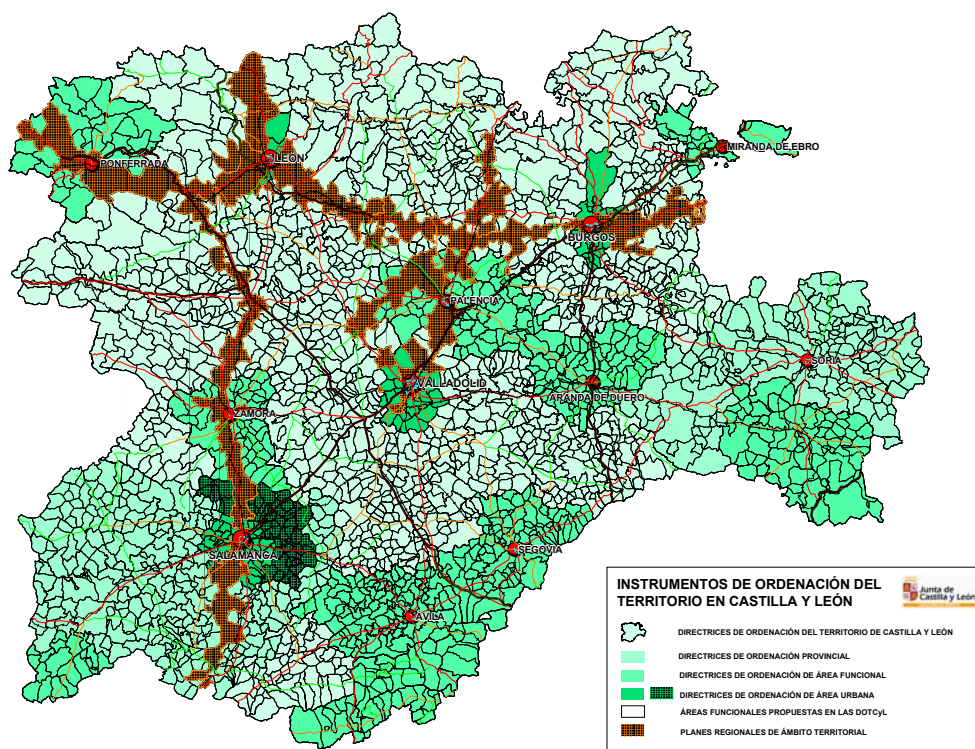 LEÓN
PONFERRADA
MIRANDA DE EBRO
BURGOS
PALENCIA
SORIA
VALLADOLID
ARANDA DE DUERO
ZAMORA
SALAMANCA
SEGOVIA
AVILA
INSTRUMENTOS DE ORDENACIÓN DEL
TERRITORIO EN CASTILLA Y LEÓN
Junta de
Castilla y León
DIRECTRICES DE ORDENACIÓN DEL TERRITORIO DE CASTILLA Y LEÓN
DIRECTRICES DE ORDENACIÓN PROVINCIAL
DIRECTRICES DE ORDENACIÓN DE ÁREA FUNCIONAL
DIRECTRICES DE ORDENACIÓN DE ÁREA URBANA
ÁREAS FUNCIONALES PROPUESTAS EN LAS DOTCyL
PLANES REGIONALES DE ÁMBITO TERRITORIAL